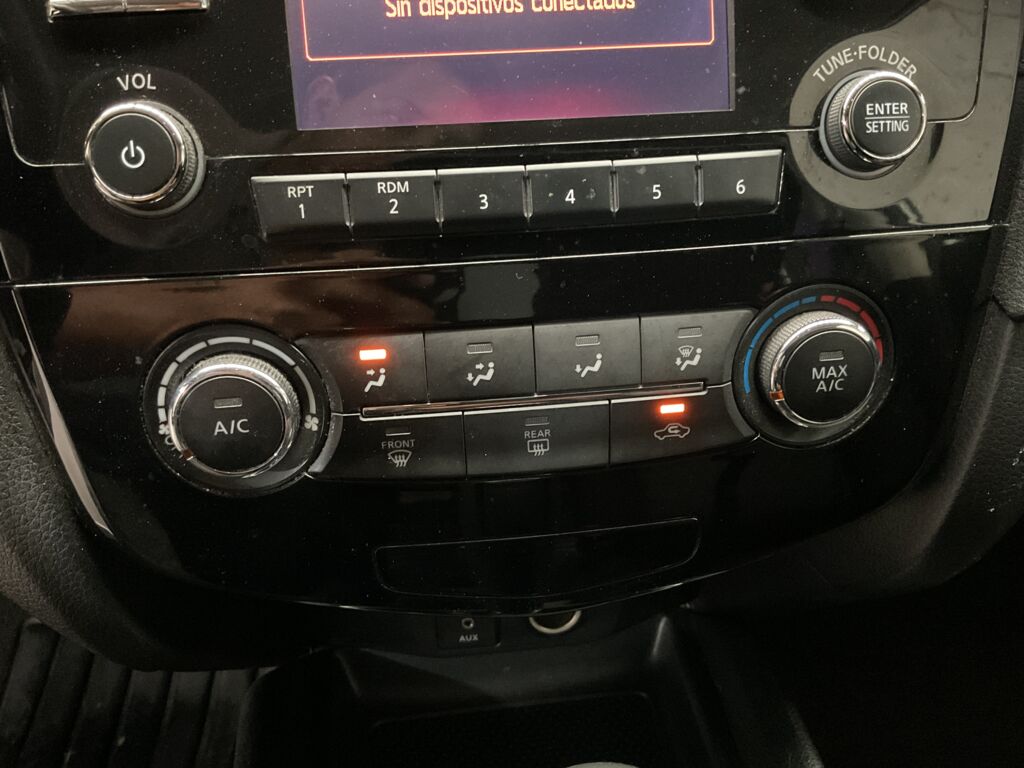 Sin dispositivos conectados
VOL
TUNE·FOLDER
ENTER
SETTING
RPT
1
RDM
2
3
4
5
6
A/C
MAX
A/C
FRONT
REAR
AUX